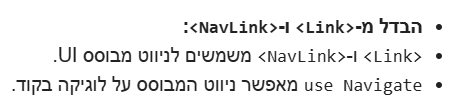 • הבדל מ-<Link> ו-<NavLink>:
• <Link> ו-<NavLink> משמשים לניווט מבוסס UI.
• use Navigate מאפשר ניווט המבוסס על לוגיקה בקוד.